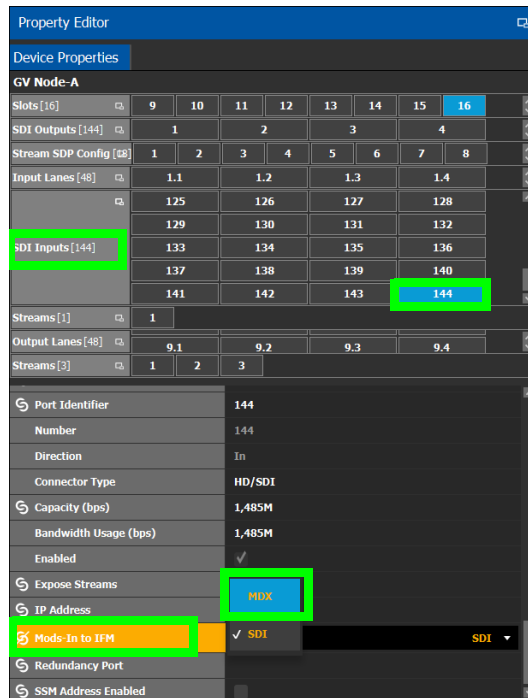 Property Editor
Device Properties
GV Node-A
Slots [16] 9 10 11 12 13 14 15 16
SDI Outputs [144] 1 2 3 4
Stream SDP Config 1 2 3 4 5 6 7 8
Input Lanes [48] 1.1 1.2 1.3 1.4
125 126 127 128
129 130 131 132
SDI Inputs [144] 133 134 135 136
137 138 139 140
141 142 143 144
Streams [1] 1
Output Lanes [48] 9.1 9.2 9.3 9.4
Streams [3] 1 2 3
Port Identifier 144
Number 144
Direction In
Connector Type HD/SDI
Capacity (bps) 1,485M
Bandwidth Usage (bps) 1,485M
Enabled ✓
Expose Streams
MDX
IP Address
Mods-In to IFM ✓ SDI SDI
Redundancy Port
SSM Address Enabled